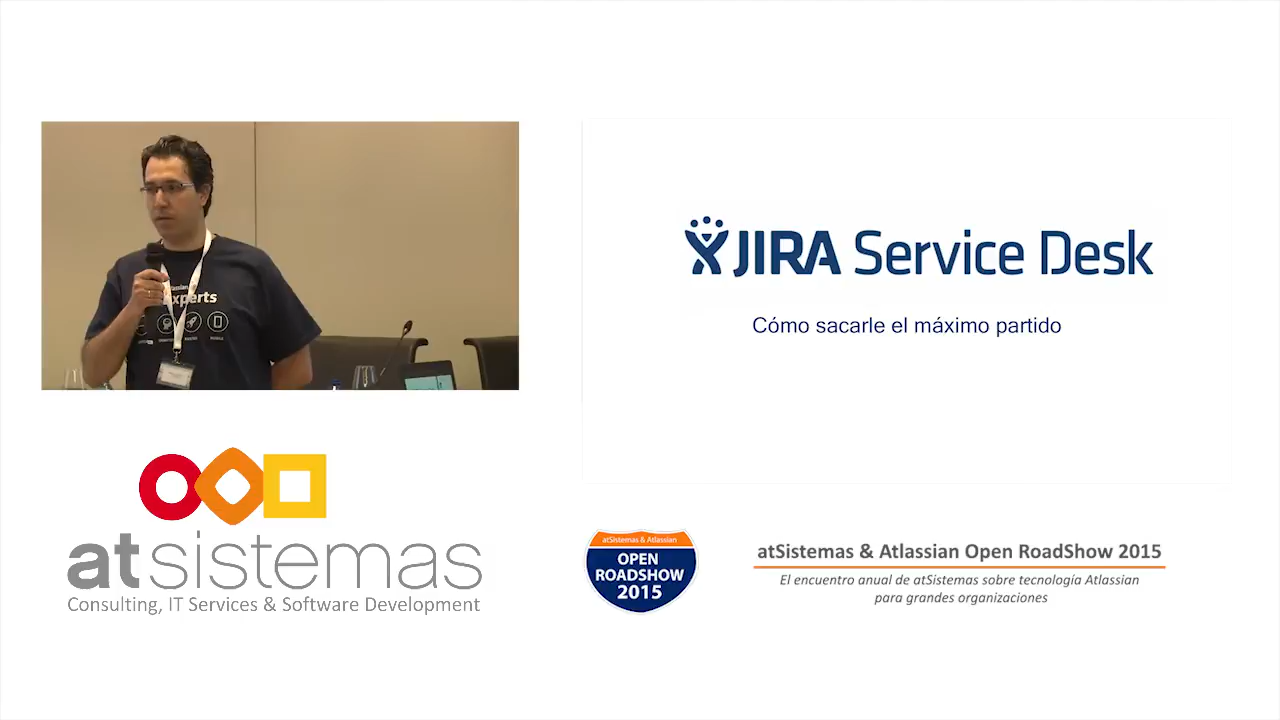 Experts
JIRA Service Desk
Cómo sacarle el máximo partido
atsistemas
Consulting, IT Services & Software Development
atSistemas & Atlassian
OPEN
ROADSHOW
2015
atSistemas & Atlassian Open RoadShow 2015
El encuentro anual de atSistemas sobre tecnología Atlassian
para grandes organizaciones